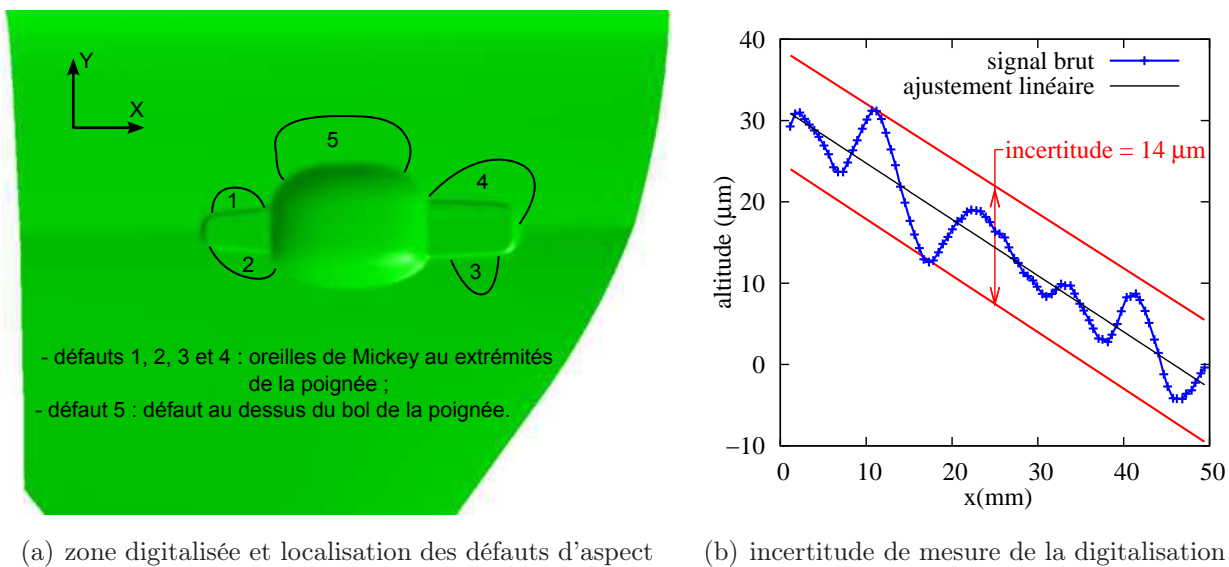 Y
X
5
1
4
2
3
- défauts 1, 2, 3 et 4 : oreilles de Mickey au extrémités
de la poignée ;
- défaut 5 : défaut au dessus du bol de la poignée.
(a) zone digitalisée et localisation des défauts d'aspect
40
30
20
10
0
−10
altitude (μm)
signal brut
ajustement linéaire
incertitude = 14 μm
0 10 20 30 40 50
x(mm)
(b) incertitude de mesure de la digitalisation